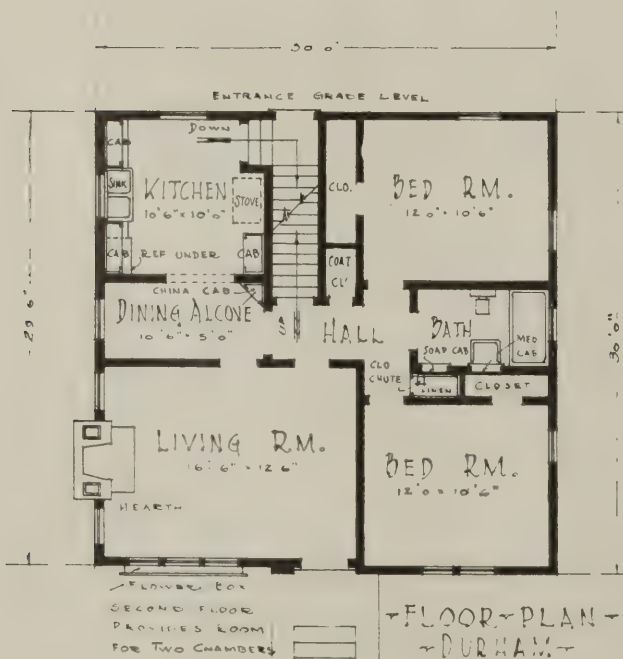 30'0"
ENTRANCE GRADE LEVEL
DOWN
CAB
SINK
KITCHEN
10'6" x 10'0"
STOVE
CLO.
BED RM.
12'0" x 10'6"
CAB
REF UNDER
CAB
COAT
CL'
CHINA CAB
29'6"
DINING ALCOVE
10'6" x 5'0"
UP
HALL
BATH
SOAP CAB
MED
CAB
30'0"
CLO
CHUTE
LINEN
CLOSET
LIVING RM.
16'6" x 12'6"
BED RM.
12'0 x 10'6"
HEARTH
FLOWER BOX
SECOND FLOOR
PROVIDES ROOM
FOR TWO CHAMBERS
-FLOOR-PLAN-
-DURHAM-